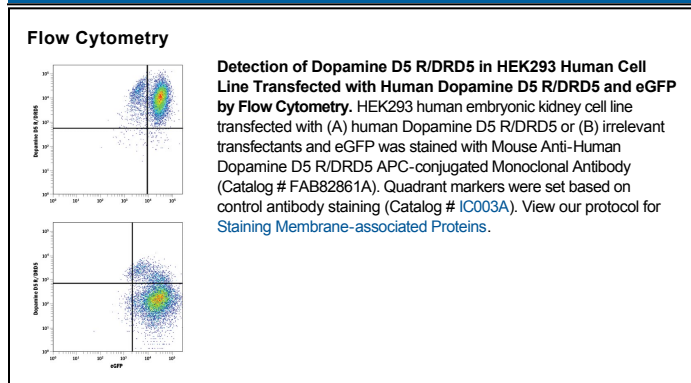 Flow Cytometry
Detection of Dopamine D5 R/DRD5 in HEK293 Human Cell
Line Transfected with Human Dopamine D5 R/DRD5 and eGFP
by Flow Cytometry. HEK293 human embryonic kidney cell line
transfected with (A) human Dopamine D5 R/DRD5 or (B) irrelevant
transfectants and eGFP was stained with Mouse Anti-Human
Dopamine D5 R/DRD5 APC-conjugated Monoclonal Antibody
(Catalog # FAB82861A). Quadrant markers were set based on
control antibody staining (Catalog # IC003A). View our protocol for
Staining Membrane-associated Proteins.
Dopamine D5 R/DRD5
Dopamine D5 R/DRD5
eGFP